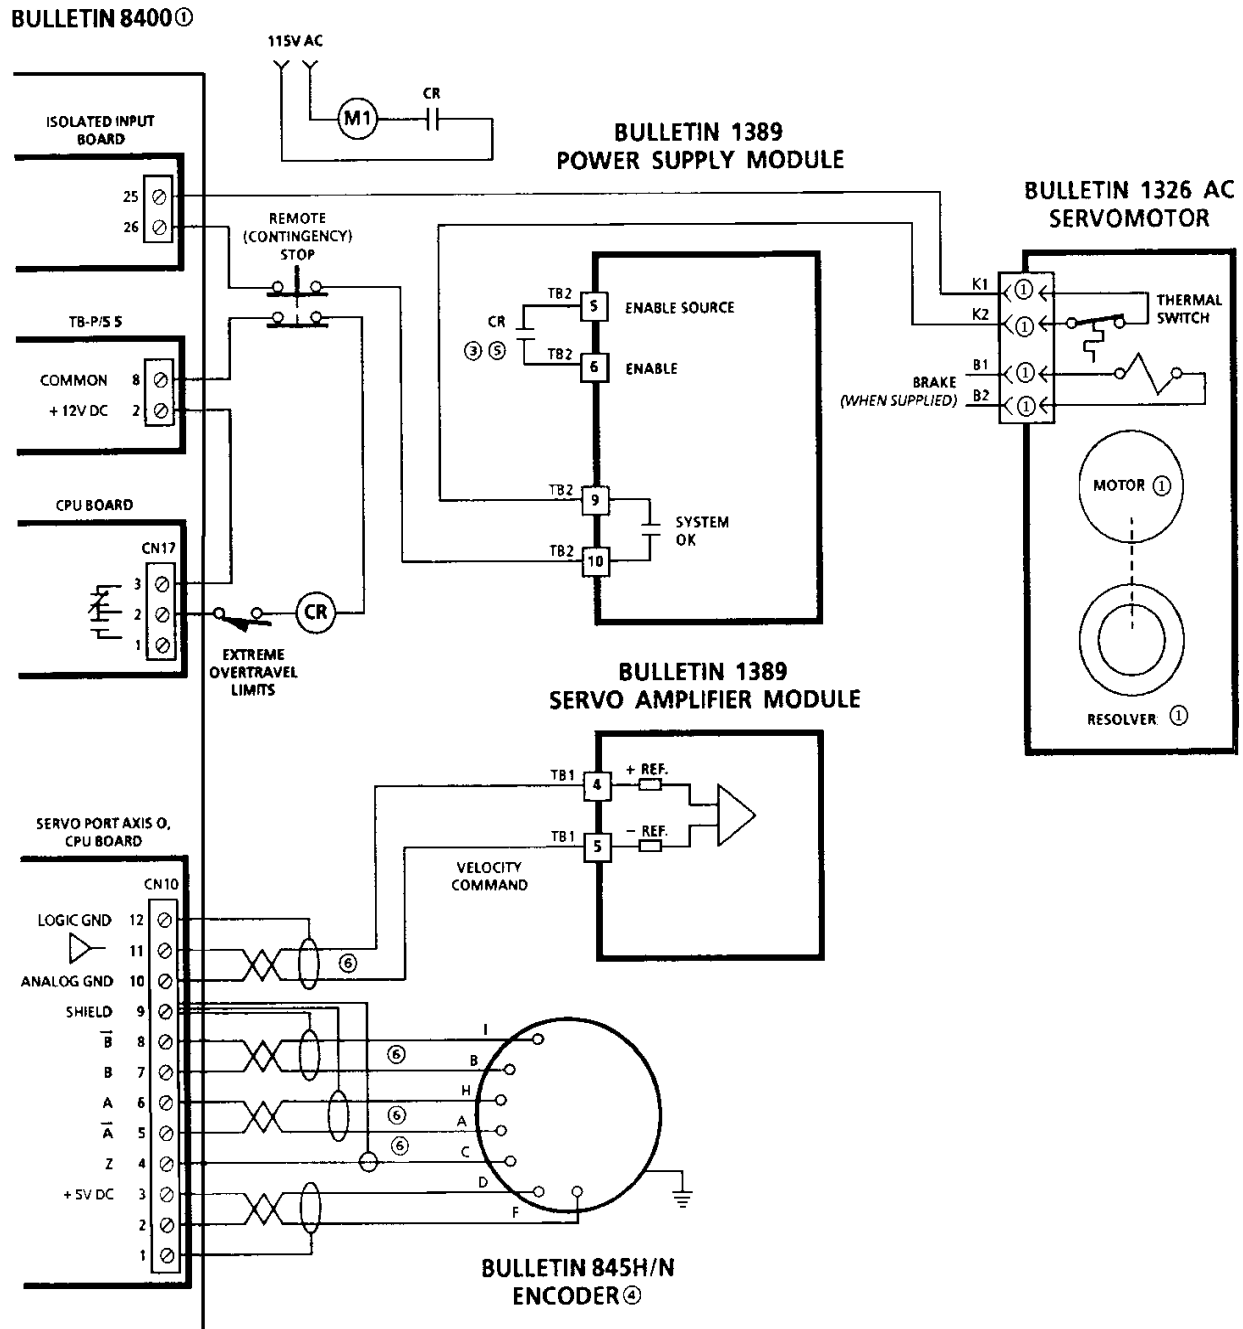 BULLETIN 8400①
115V AC
M1
CR
ISOLATED INPUT
BOARD
25
26
REMOTE
(CONTINGENCY)
STOP
BULLETIN 1389
POWER SUPPLY MODULE
BULLETIN 1326 AC
SERVOMOTOR
TB2
5
ENABLE SOURCE
CR
③ ⑤
TB2
6
ENABLE
K1
①
K2
①
THERMAL
SWITCH
B1
①
BRAKE
(WHEN SUPPLIED)
B2
①
TB-P/S 5
COMMON 8
+ 12V DC 2
MOTOR ①
TB2
9
SYSTEM
OK
TB2
10
CPU BOARD
CN17
3
2
1
CR
EXTREME
OVERTRAVEL
LIMITS
RESOLVER ①
BULLETIN 1389
SERVO AMPLIFIER MODULE
TB1
4
+ REF.
TB1
5
– REF.
VELOCITY
COMMAND
SERVO PORT AXIS O,
CPU BOARD
CN10
LOGIC GND 12
11
ANALOG GND 10
⑥
SHIELD 9
B̅ 8
⑥
I
B 7
B
A 6
⑥
H
A̅ 5
A
⑥
Z 4
C
+ 5V DC 3
D
2
F
1
BULLETIN 845H/N
ENCODER④